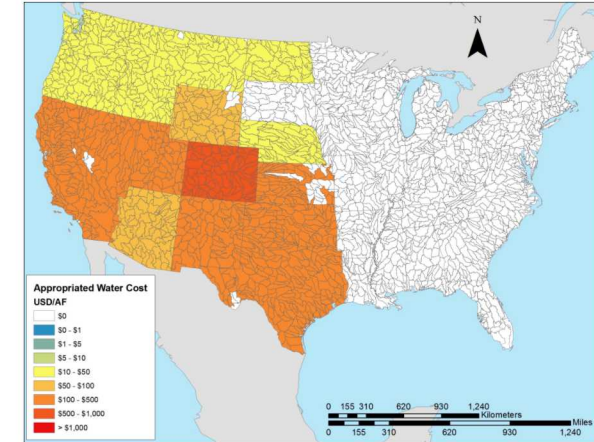 N
Appropriated Water Cost
USD/AF
$0
$0 - $1
$1 - $5
$5 - $10
$10 - $50
$50 - $100
$100 - $500
$500 - $1,000
> $1,000
0 155 310 620 930 1,240
Kilometers
Miles
0 155 310 620 930 1,240